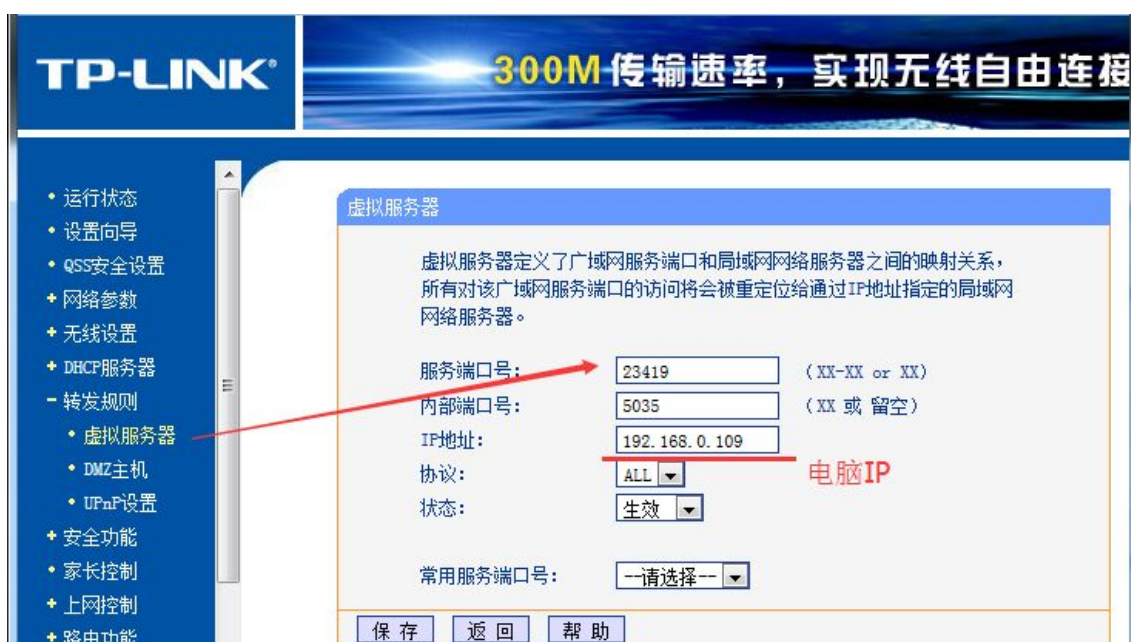 TP-LINK®
300M 传输速率，实现无线自由连接
运行状态
设置向导
QSS安全设置
网络参数
无线设置
DHCP服务器
转发规则
虚拟服务器
DMZ主机
UPnP设置
安全功能
家长控制
上网控制
路由功能
虚拟服务器
虚拟服务器定义了广域网服务端口和局域网网络服务器之间的映射关系，
所有对该广域网服务端口的访问将会被重定位给通过IP地址指定的局域网
网络服务器。
服务端口号： 23419 （XX-XX or XX）
内部端口号： 5035 （XX 或 留空）
IP地址： 192.168.0.109
电脑IP
协议： ALL
状态： 生效
常用服务端口号： --请选择--
保 存 返 回 帮 助